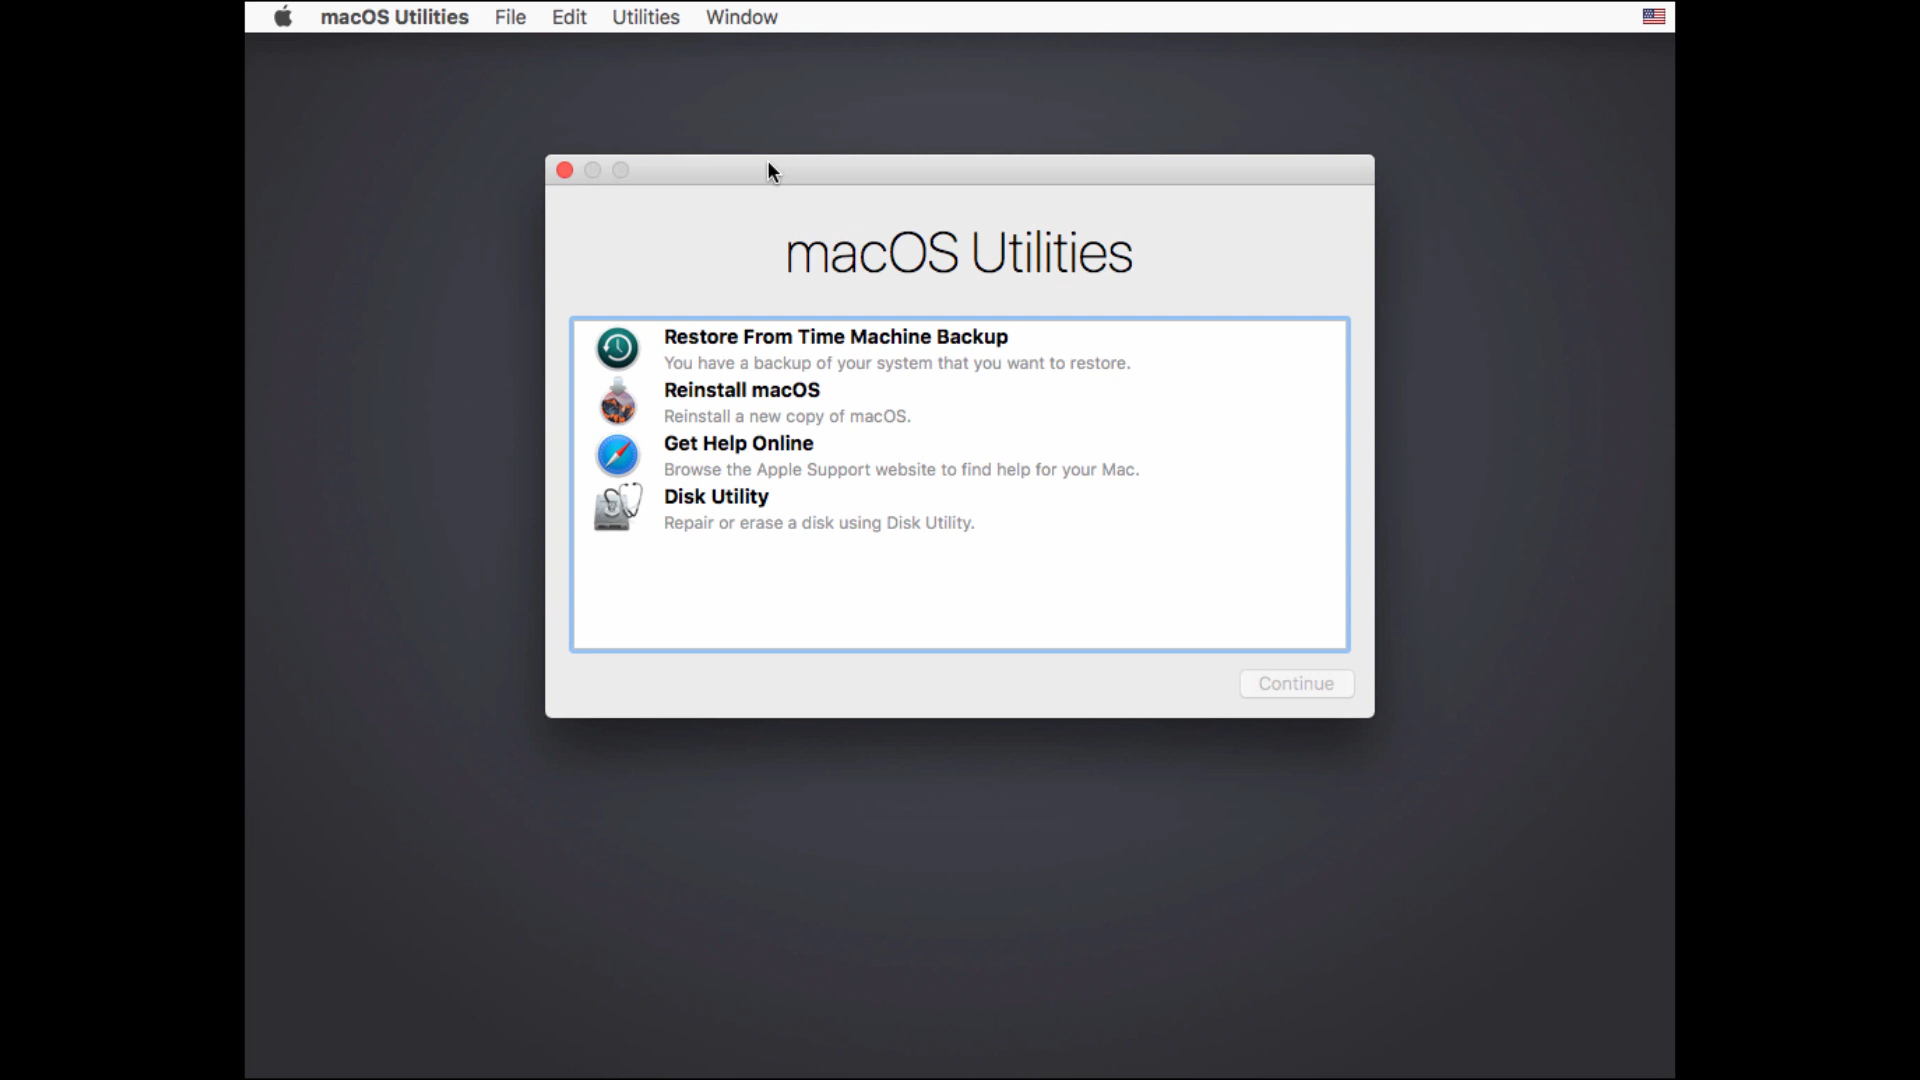 macOS Utilities File Edit Utilities Window
macOS Utilities
Restore From Time Machine Backup
You have a backup of your system that you want to restore.
Reinstall macOS
Reinstall a new copy of macOS.
Get Help Online
Browse the Apple Support website to find help for your Mac.
Disk Utility
Repair or erase a disk using Disk Utility.
Continue